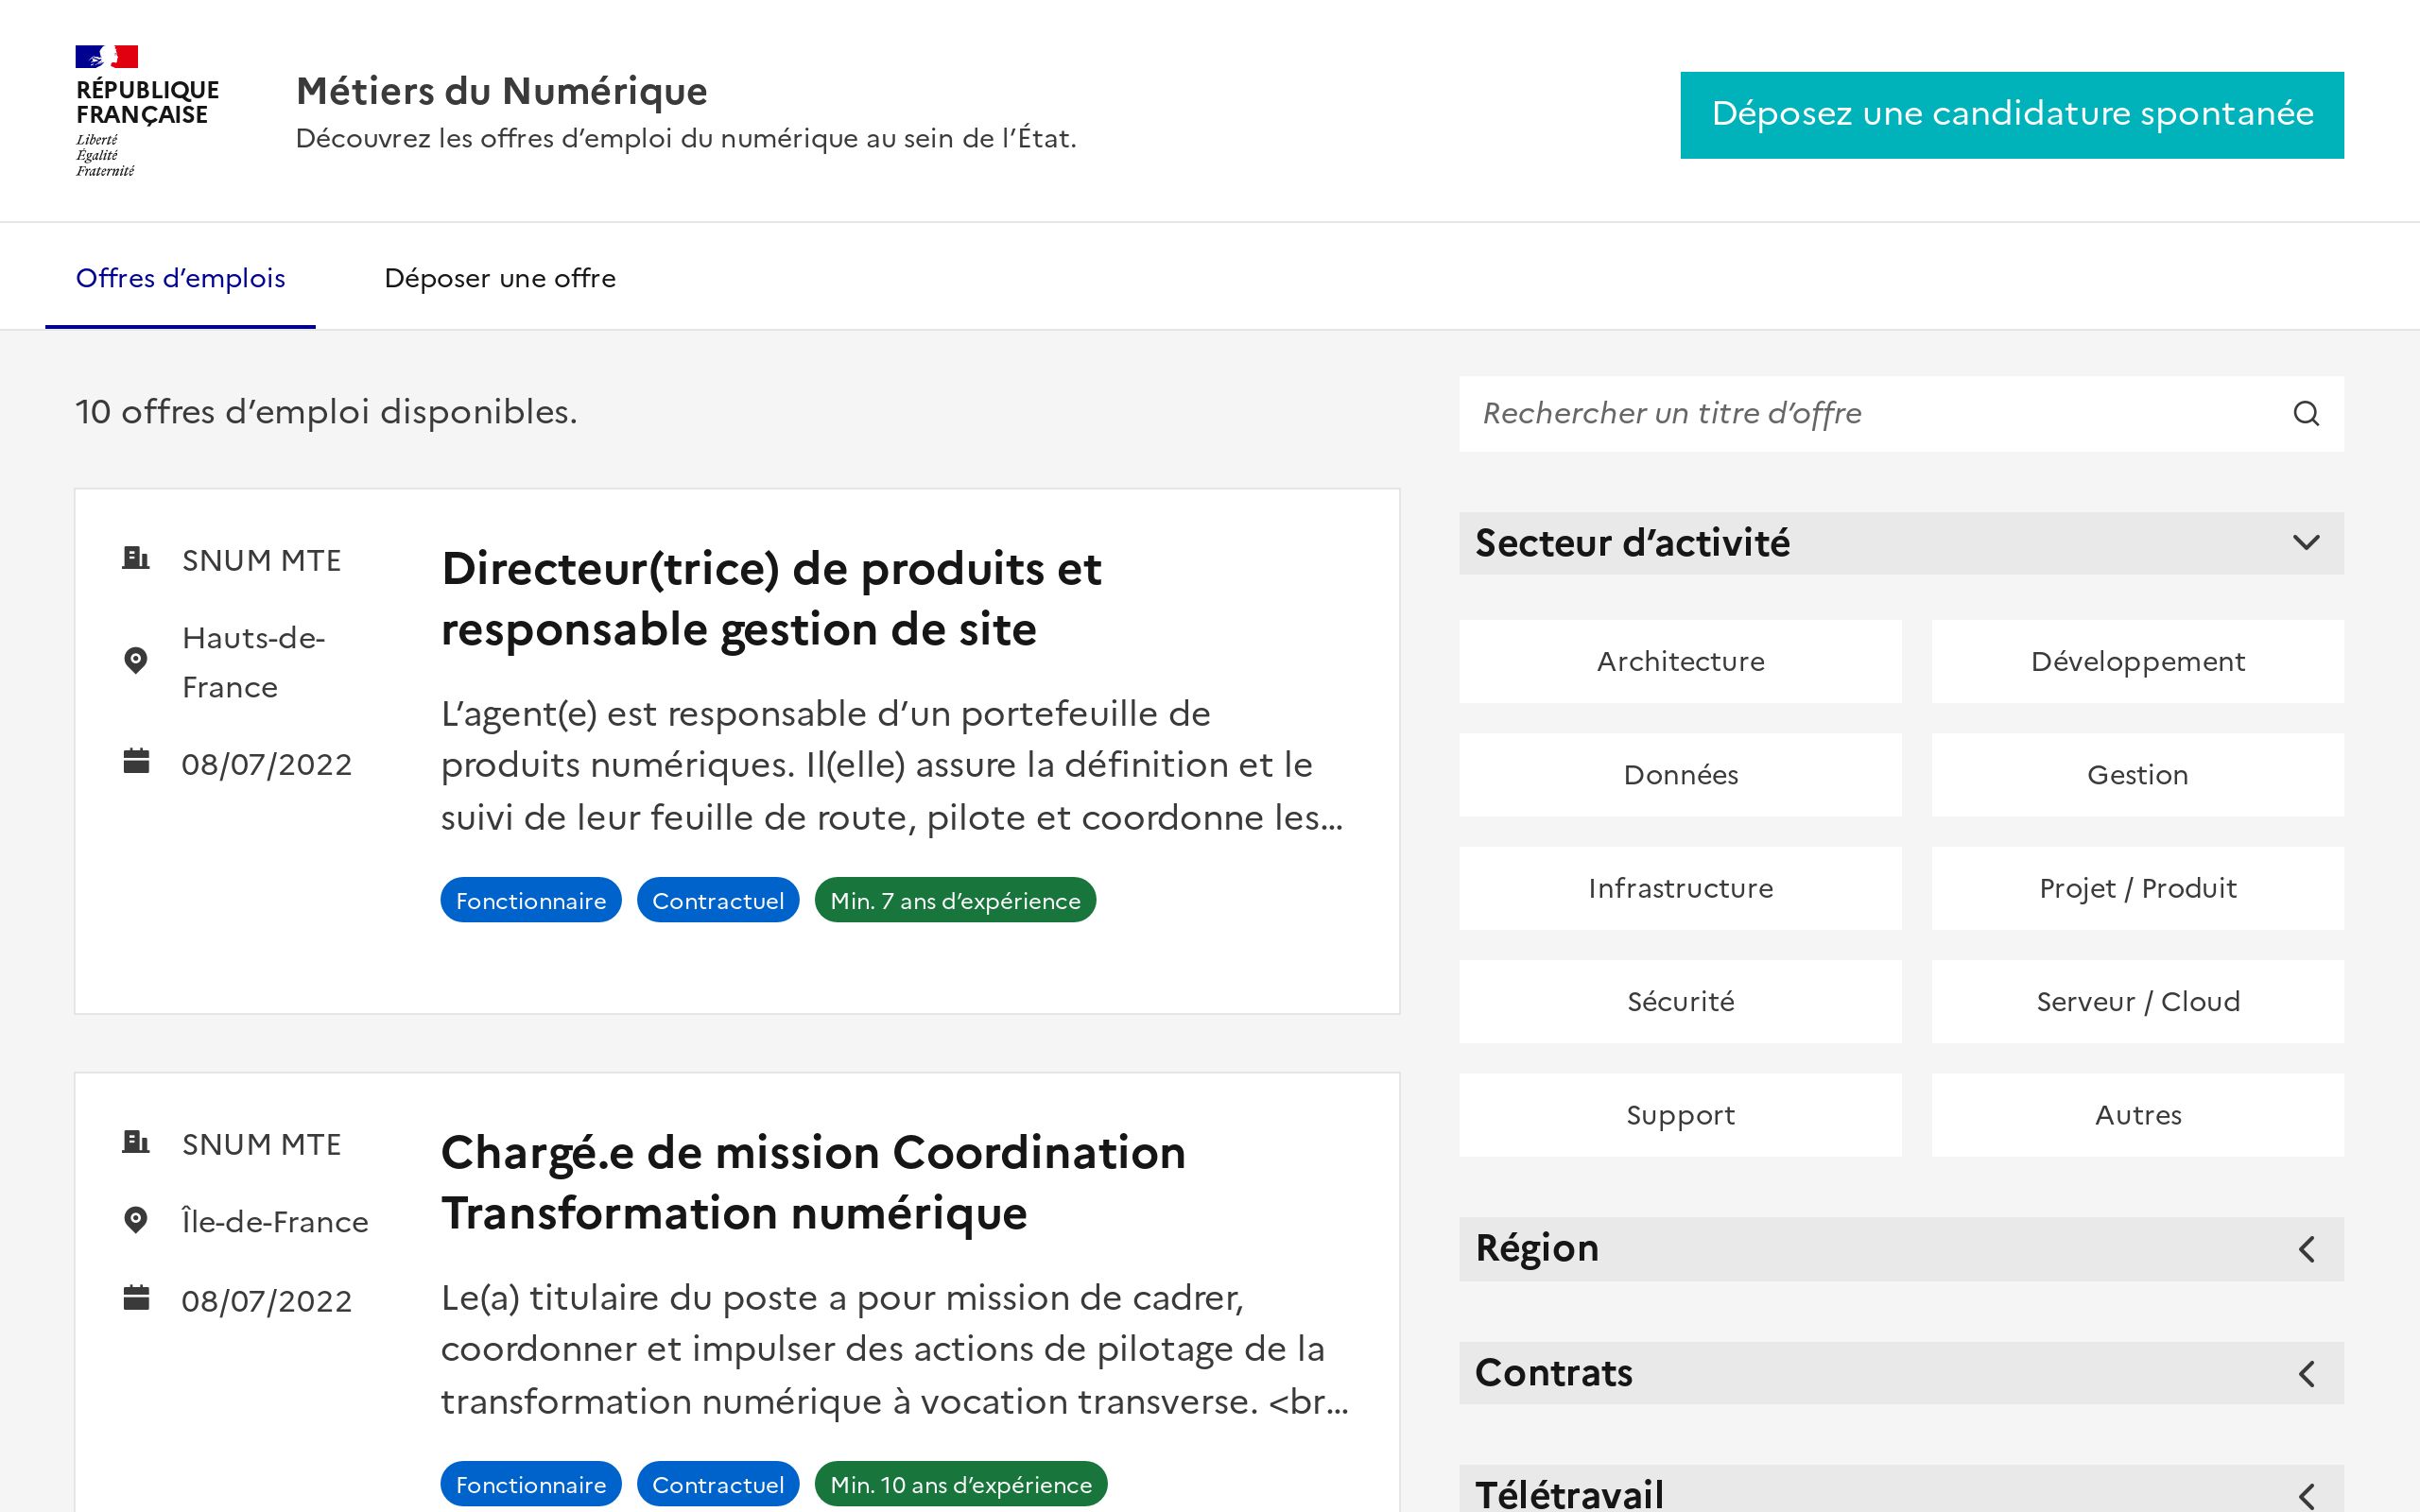 RÉPUBLIQUE
FRANÇAISE
Liberté
Égalité
Fraternité
Métiers du Numérique
Découvrez les offres d’emploi du numérique au sein de l’État.
Déposez une candidature spontanée
Offres d’emplois
Déposer une offre
10 offres d’emploi disponibles.
SNUM MTE
Hauts-de-
France
08/07/2022
Directeur(trice) de produits et
responsable gestion de site
L’agent(e) est responsable d’un portefeuille de
produits numériques. Il(elle) assure la définition et le
suivi de leur feuille de route, pilote et coordonne les…
Fonctionnaire
Contractuel
Min. 7 ans d’expérience
SNUM MTE
Île-de-France
08/07/2022
Chargé.e de mission Coordination
Transformation numérique
Le(a) titulaire du poste a pour mission de cadrer,
coordonner et impulser des actions de pilotage de la
transformation numérique à vocation transverse. <br…
Fonctionnaire
Contractuel
Min. 10 ans d’expérience
Rechercher un titre d’offre
Secteur d’activité
Architecture
Développement
Données
Gestion
Infrastructure
Projet / Produit
Sécurité
Serveur / Cloud
Support
Autres
Région
Contrats
Télétravail